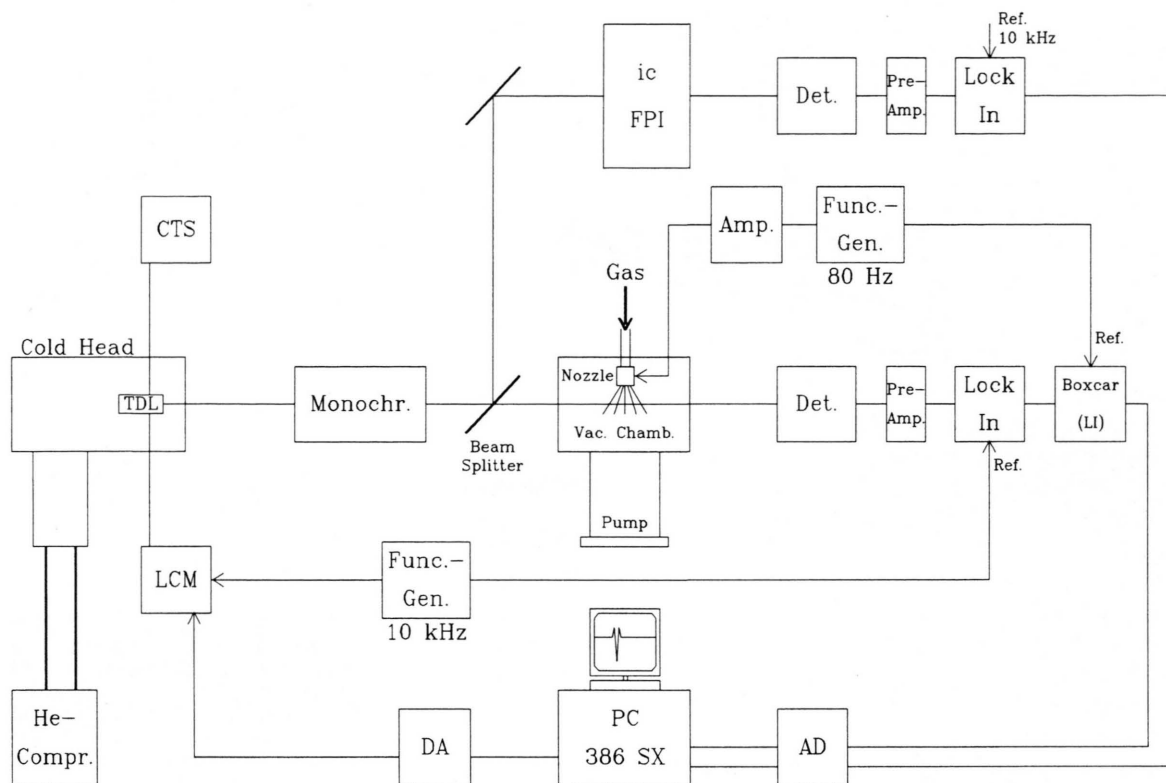 Ref.
10 kHz
ic
FPI
Det.
Pre-
Amp.
Lock
In
CTS
Amp.
Func.-
Gen.
80 Hz
Gas
Ref.
Cold Head
TDL
Monochr.
Beam
Splitter
Nozzle
Vac. Chamb.
Det.
Pre-
Amp.
Lock
In
Boxcar
(LI)
Ref.
Pump
LCM
Func.-
Gen.
10 kHz
He-
Compr.
DA
PC
386 SX
AD